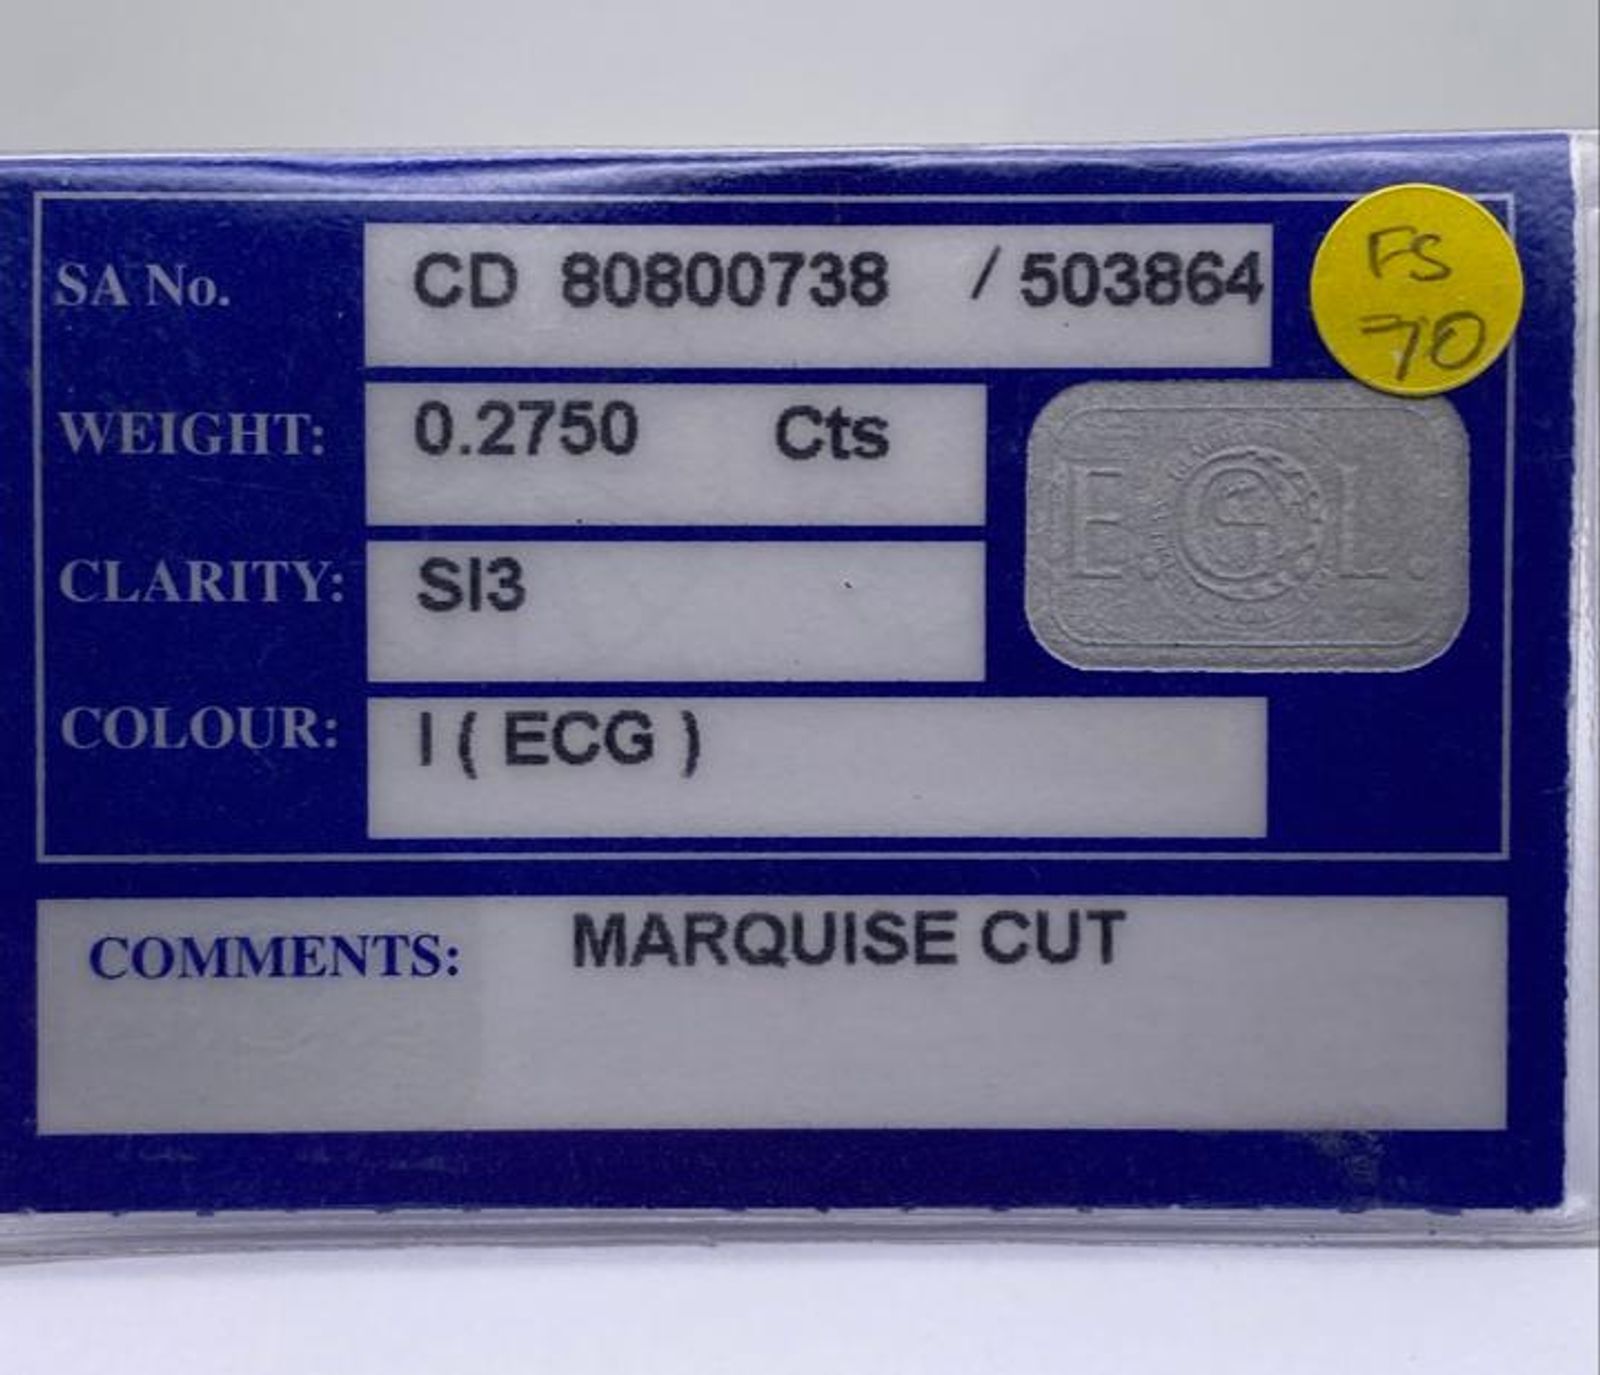 SA No. CD 80800738 / 503864
FS
70
WEIGHT: 0.2750 Cts
E.G.L.
CLARITY: SI3
COLOUR: I ( ECG )
COMMENTS: MARQUISE CUT